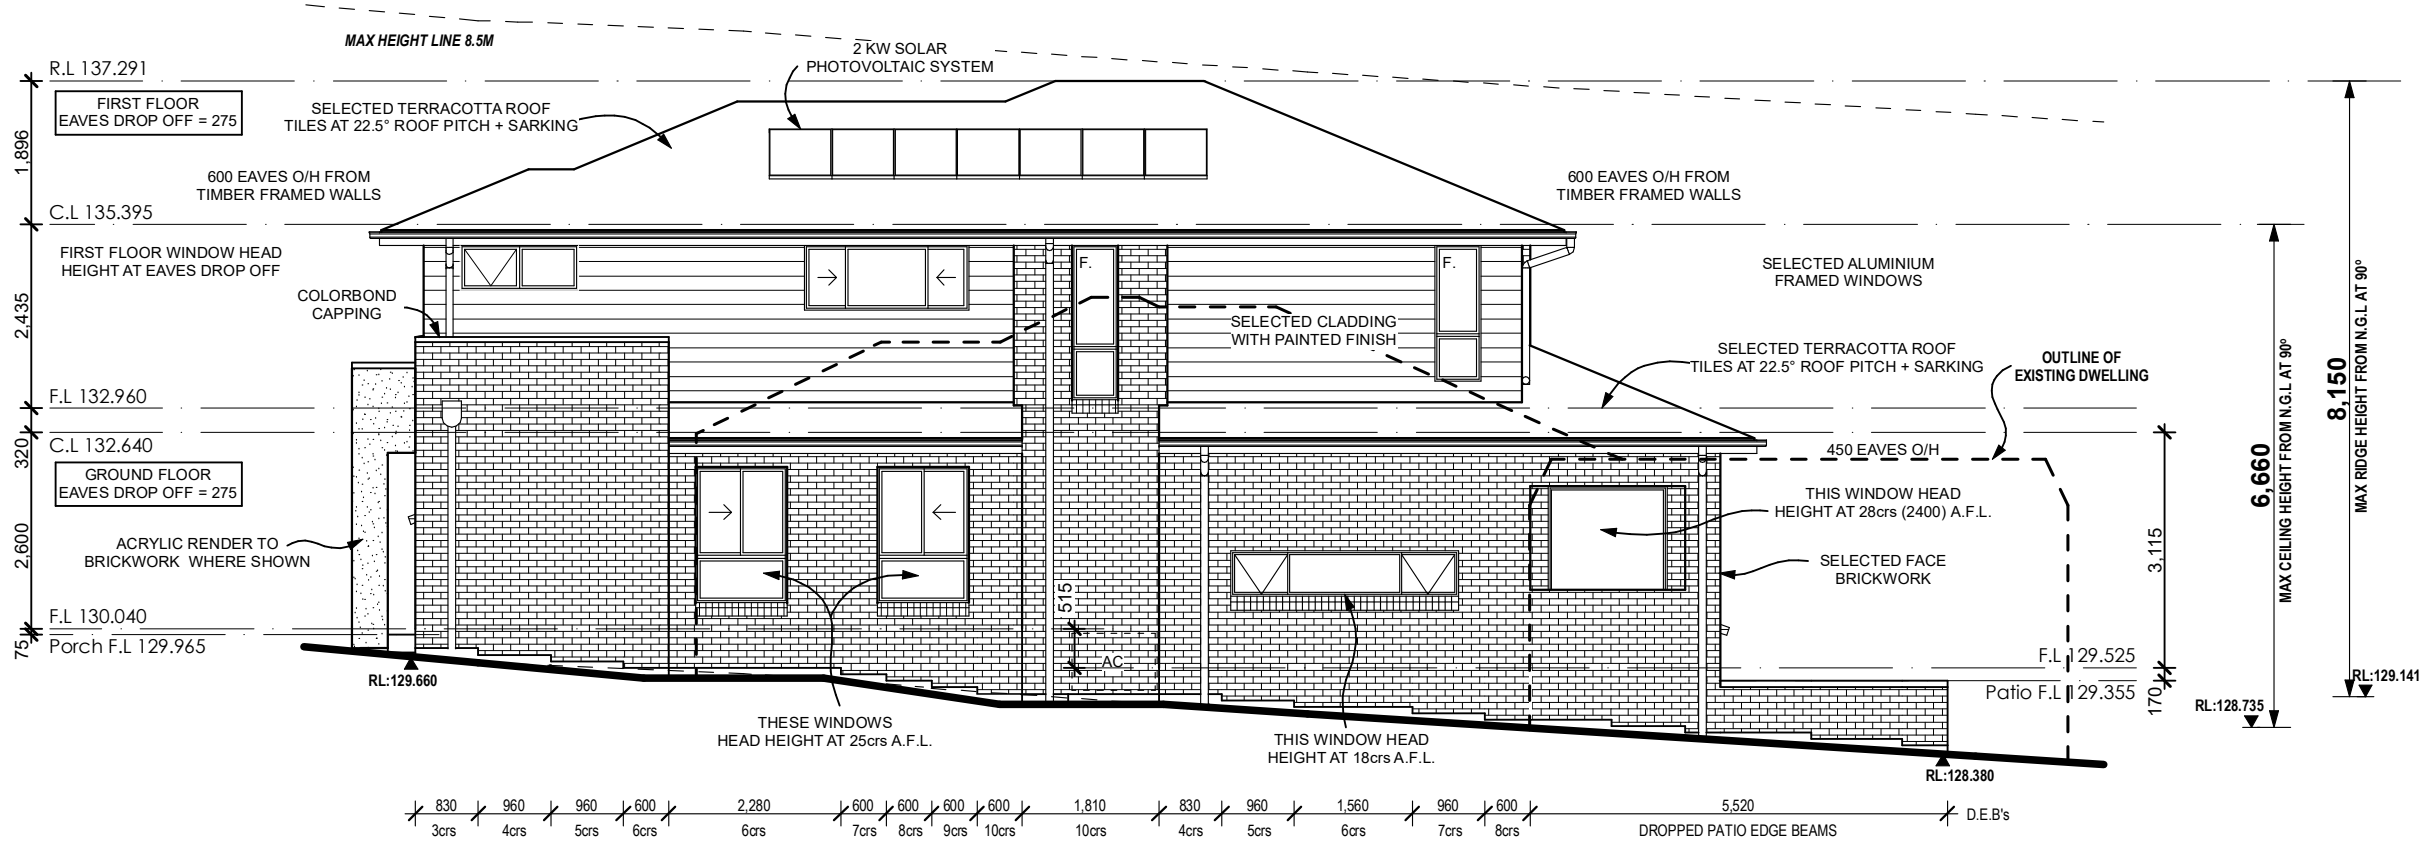 MAX HEIGHT LINE 8.5M
2 KW SOLAR
PHOTOVOLTAIC SYSTEM
R.L 137.291
FIRST FLOOR
EAVES DROP OFF = 275
SELECTED TERRACOTTA ROOF
TILES AT 22.5° ROOF PITCH + SARKING
1,896
600 EAVES O/H FROM
TIMBER FRAMED WALLS
600 EAVES O/H FROM
TIMBER FRAMED WALLS
C.L 135.395
FIRST FLOOR WINDOW HEAD
HEIGHT AT EAVES DROP OFF
F.
F.
SELECTED ALUMINIUM
FRAMED WINDOWS
COLORBOND
CAPPING
2,435
SELECTED CLADDING
WITH PAINTED FINISH
SELECTED TERRACOTTA ROOF
TILES AT 22.5° ROOF PITCH + SARKING
OUTLINE OF
EXISTING DWELLING
F.L 132.960
320
C.L 132.640
GROUND FLOOR
EAVES DROP OFF = 275
450 EAVES O/H
THIS WINDOW HEAD
HEIGHT AT 28crs (2400) A.F.L.
2,600
ACRYLIC RENDER TO
BRICKWORK WHERE SHOWN
SELECTED FACE
BRICKWORK
3,115
6,660
MAX CEILING HEIGHT FROM N.G.L AT 90°
8,150
MAX RIDGE HEIGHT FROM N.G.L AT 90°
515
F.L 130.040
75
Porch F.L 129.965
AC
F.L 129.525
Patio F.L 129.355
170
RL:129.660
RL:129.141
RL:128.735
THESE WINDOWS
HEAD HEIGHT AT 25crs A.F.L.
THIS WINDOW HEAD
HEIGHT AT 18crs A.F.L.
RL:128.380
830 960 960 600 2,280 600 600 600 600 1,810 830 960 1,560 960 600 5,520 D.E.B's
3crs 4crs 5crs 6crs 6crs 7crs 8crs 9crs 10crs 10crs 4crs 5crs 6crs 7crs 8crs DROPPED PATIO EDGE BEAMS